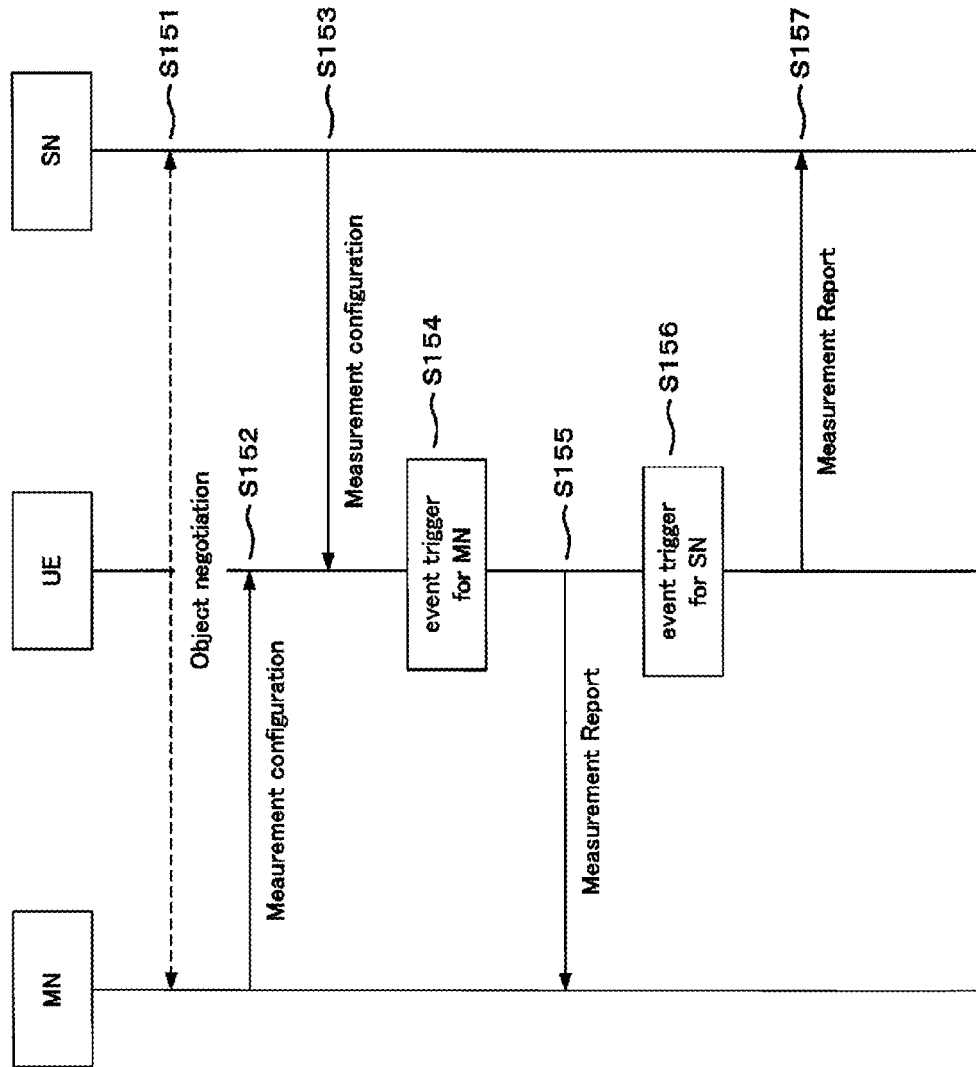 MN
UE
SN
S151
Object negotiation
S152
Meaurement configuration
S153
Measurement configuration
event trigger
for MN
S154
S155
Measurement Report
event trigger
for SN
S156
S157
Measurement Report